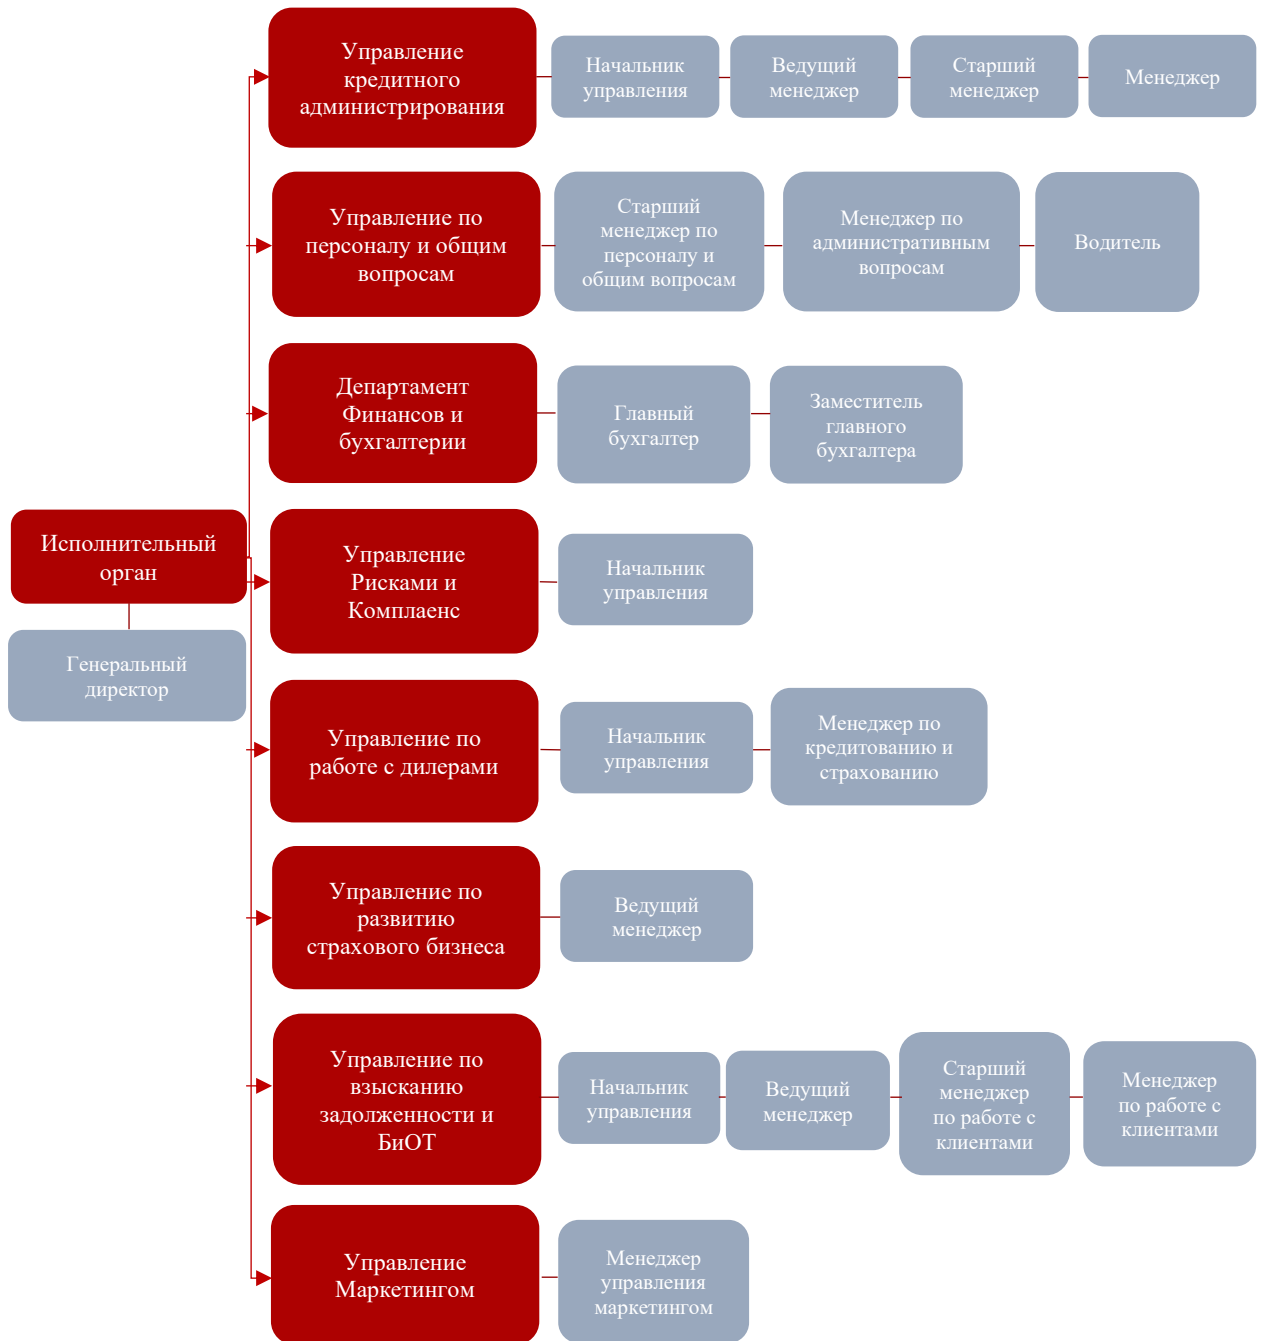 Управление
кредитного
администрирования
Начальник
управления
Ведущий
менеджер
Старший
менеджер
Менеджер
Управление по
персоналу и общим
вопросам
Старший
менеджер по
персоналу и
общим вопросам
Менеджер по
административным
вопросам
Водитель
Департамент
Финансов и
бухгалтерии
Главный
бухгалтер
Заместитель
главного
бухгалтера
Исполнительный
орган
Генеральный
директор
Управление
Рисками и
Комплаенс
Начальник
управления
Управление по
работе с дилерами
Начальник
управления
Менеджер по
кредитованию и
страхованию
Управление по
развитию
страхового бизнеса
Ведущий
менеджер
Управление по
взысканию
задолженности и
БиОТ
Начальник
управления
Ведущий
менеджер
Старший
менеджер
по работе с
клиентами
Менеджер
по работе с
клиентами
Управление
Маркетингом
Менеджер
управления
маркетингом